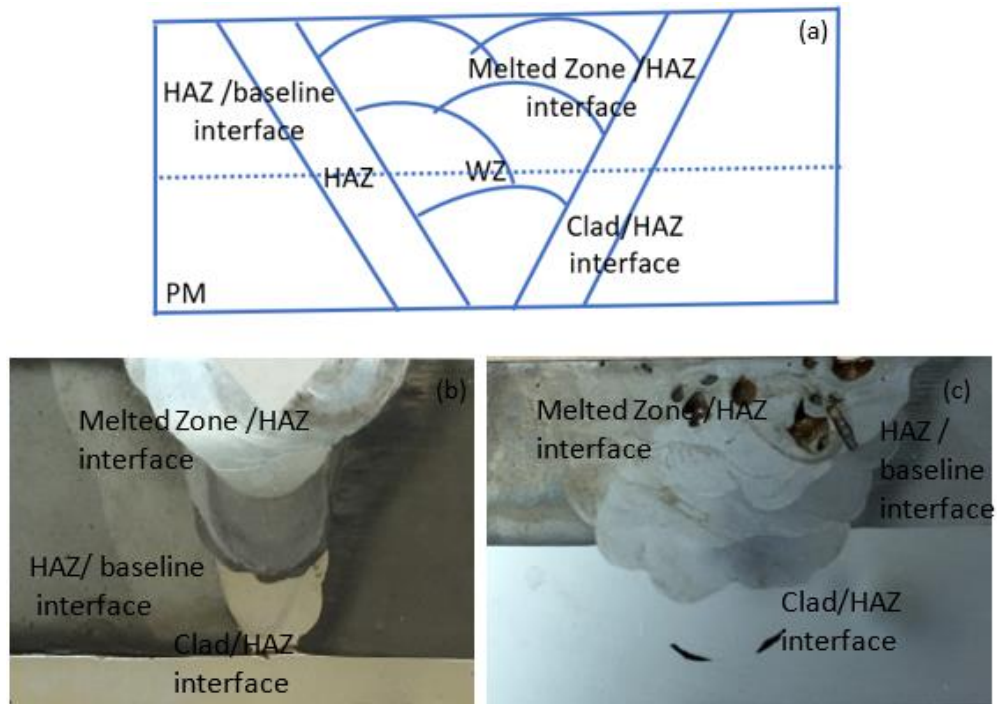 (a)
HAZ /baseline
interface
Melted Zone /HAZ
interface
HAZ
WZ
Clad/HAZ
interface
PM
(b)
Melted Zone /HAZ
interface
HAZ/ baseline
interface
Clad/HAZ
interface
(c)
Melted Zone /HAZ
interface
HAZ /
baseline
interface
Clad/HAZ
interface